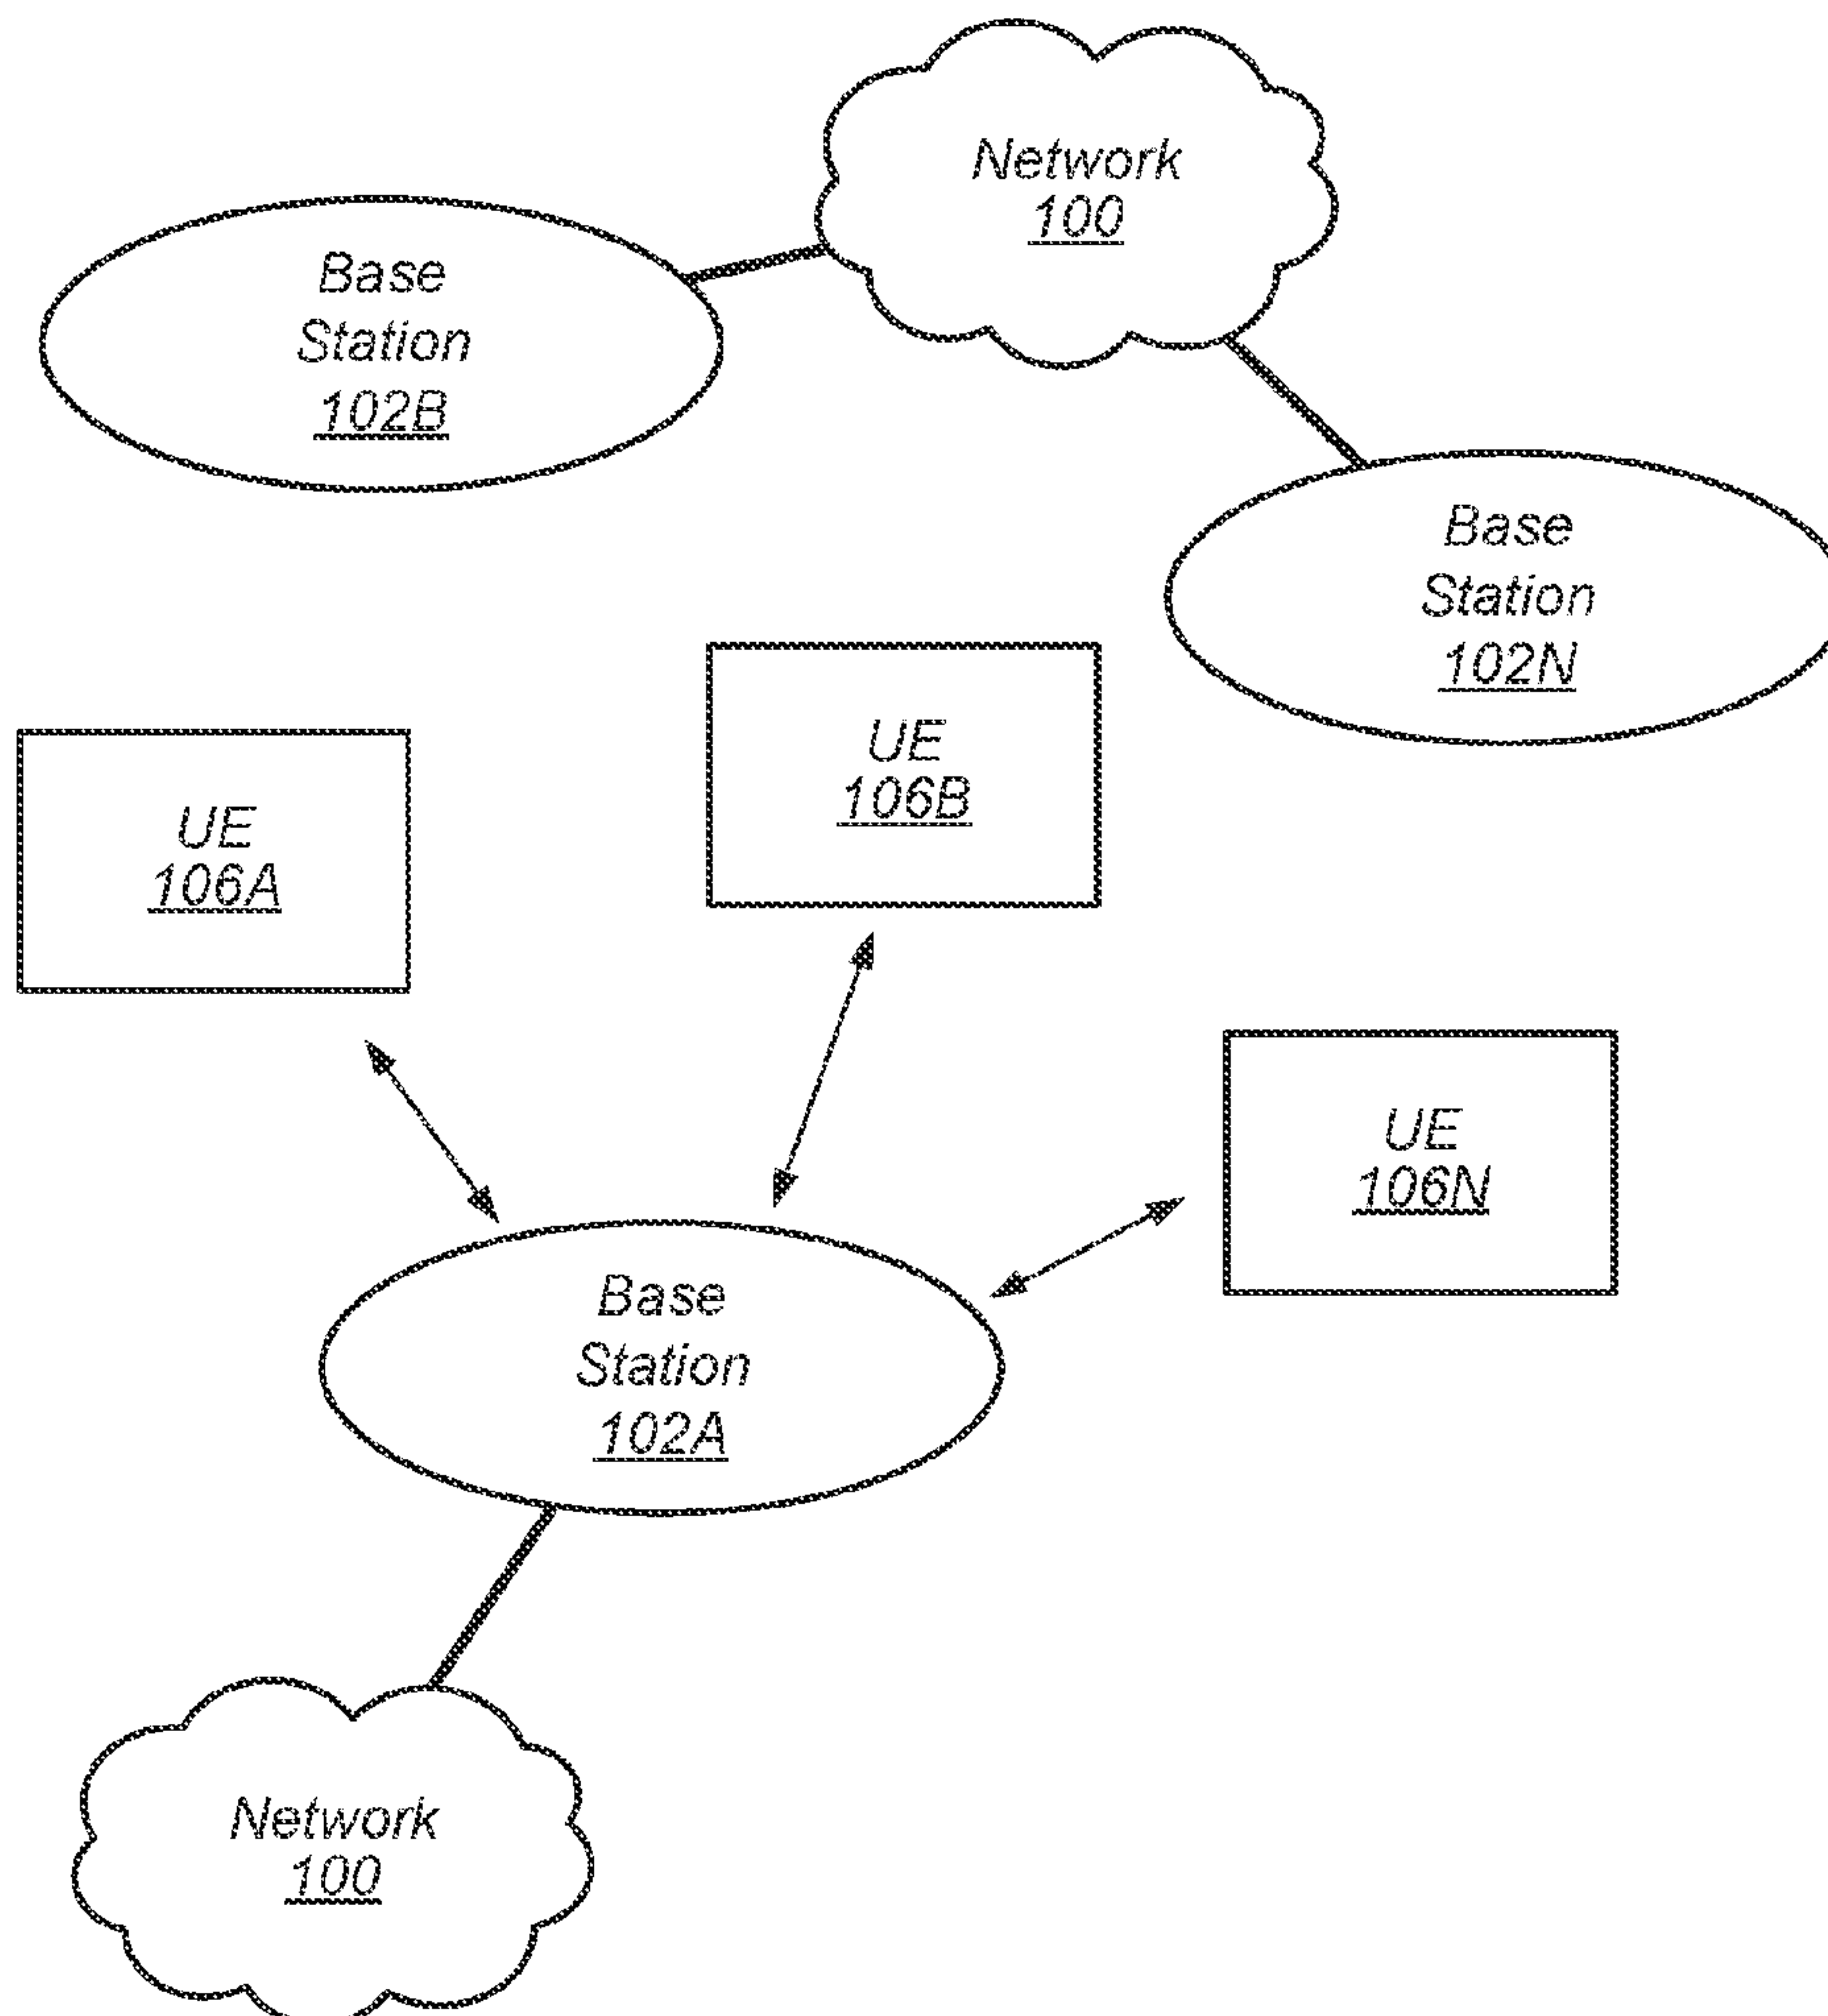 Network
100
Base
Station
102B
Base
Station
102N
UE
106B
UE
106A
UE
106N
Base
Station
102A
Network
100